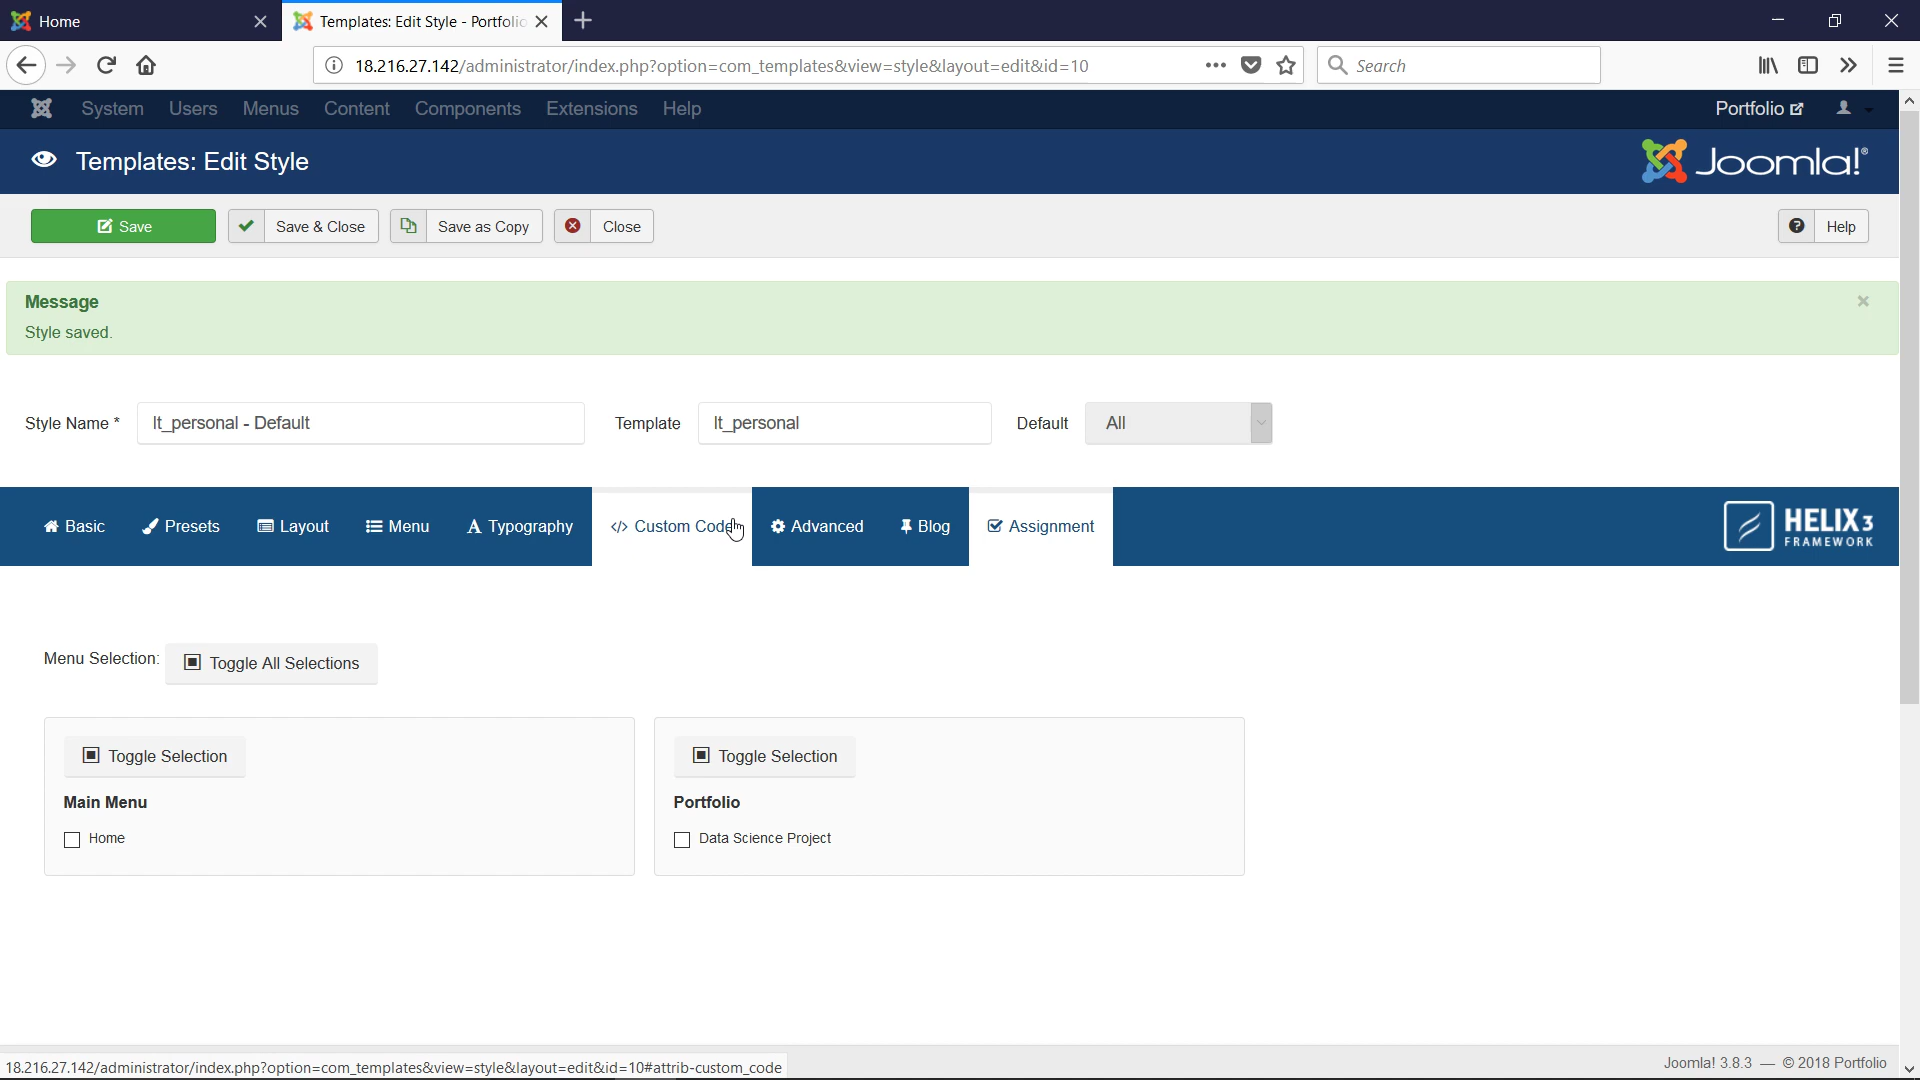 Home
Templates: Edit Style - Portfolio
18.216.27.142/administrator/index.php?option=com_templates&view=style&layout=edit&id=10
Search
System Users Menus Content Components Extensions Help
Portfolio
Templates: Edit Style
Joomla!®
Save
Save & Close
Save as Copy
Close
Help
Message
Style saved.
Style Name * lt_personal - Default
Template lt_personal
Default All
Basic Presets Layout Menu Typography </> Custom Code Advanced Blog Assignment
HELIX3
FRAMEWORK
Menu Selection: Toggle All Selections
Toggle Selection
Main Menu
Home
Toggle Selection
Portfolio
Data Science Project
18.216.27.142/administrator/index.php?option=com_templates&view=style&layout=edit&id=10#attrib-custom_code
Joomla! 3.8.3 — © 2018 Portfolio